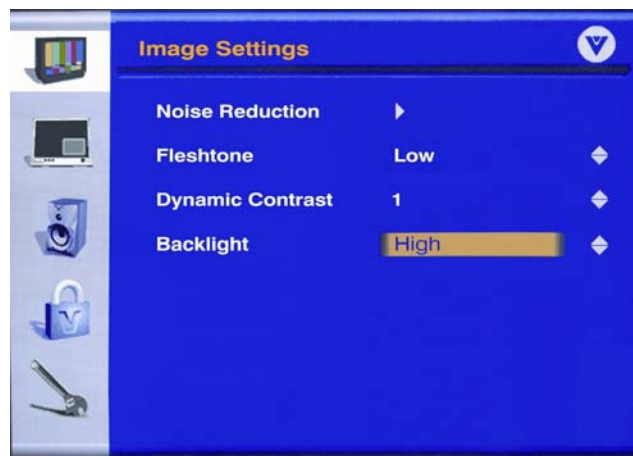 Image Settings
V
Noise Reduction
Fleshtone Low
Dynamic Contrast 1
Backlight High
V